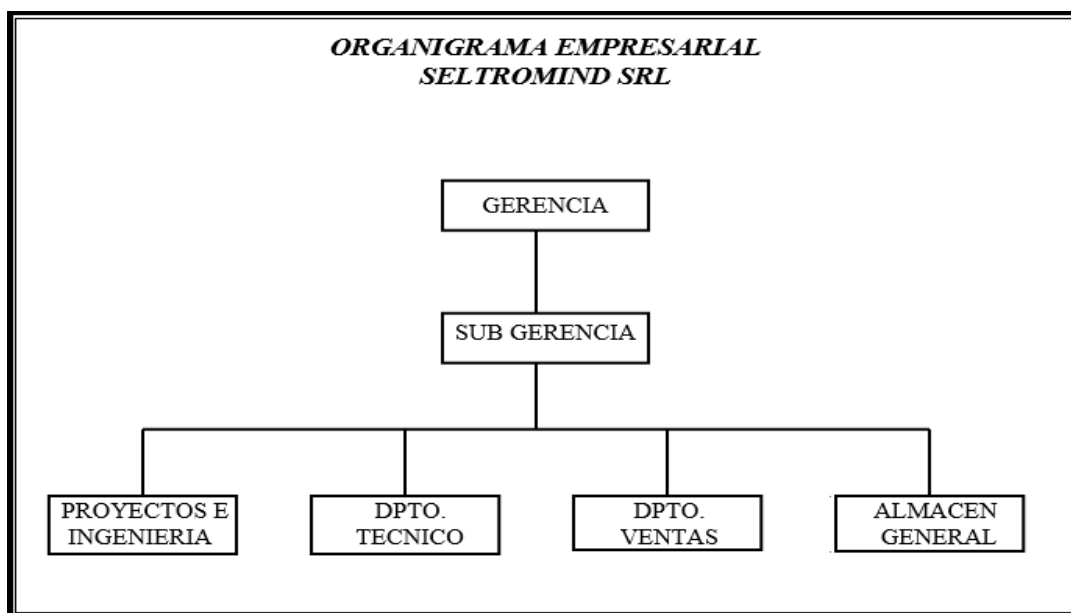 ORGANIGRAMA EMPRESARIAL
SELTROMIND SRL
GERENCIA
SUB GERENCIA
PROYECTOS E
INGENIERIA
DPTO.
TECNICO
DPTO.
VENTAS
ALMACEN
GENERAL